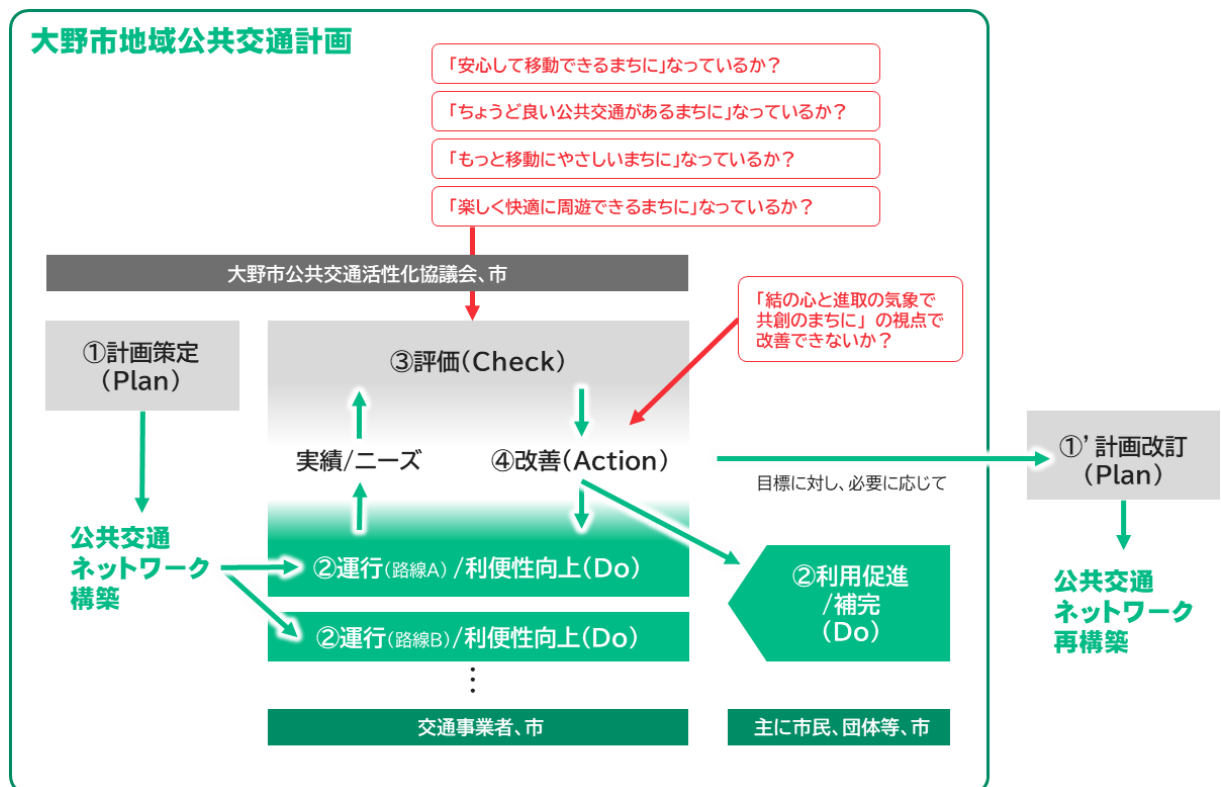 大野市地域公共交通計画
「安心して移動できるまちに」なっているか？
「ちょうど良い公共交通があるまちに」なっているか？
「もっと移動にやさしいまちに」なっているか？
「楽しく快適に周遊できるまちに」なっているか？
大野市公共交通活性化協議会、市
「結の心と進取の気象で
共創のまちに」の視点で
改善できないか？
①計画策定
(Plan)
③評価(Check)
実績/ニーズ
④改善(Action)
目標に対し、必要に応じて
①’計画改訂
(Plan)
公共交通
ネットワーク
構築
②運行(路線A)/利便性向上(Do)
②運行(路線B)/利便性向上(Do)
⋮
②利用促進
/補完
(Do)
公共交通
ネットワーク
再構築
交通事業者、市
主に市民、団体等、市